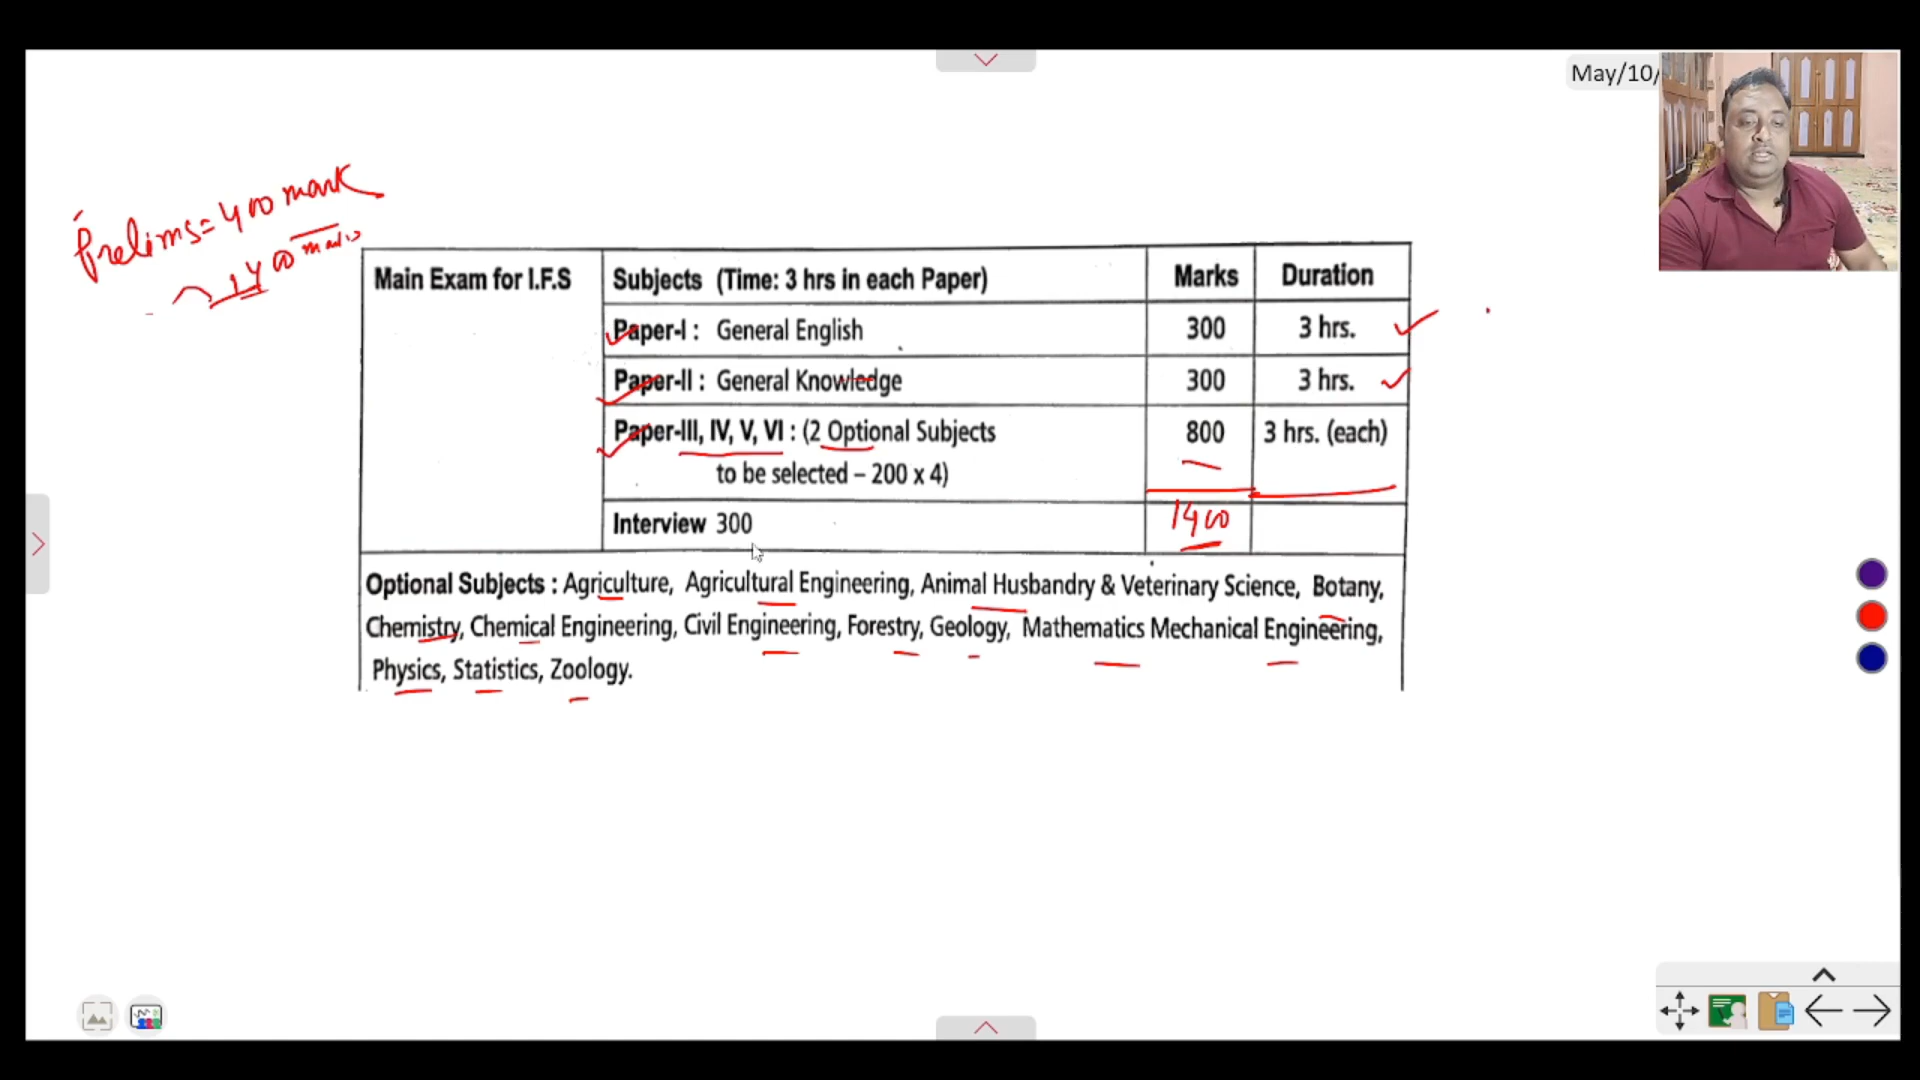 May/10/
Prelims = 400 mark
1400 marks
Main Exam for I.F.S
Subjects (Time: 3 hrs in each Paper)
Marks
Duration
Paper-I : General English
300
3 hrs.
Paper-II : General Knowledge
300
3 hrs.
Paper-III, IV, V, VI : (2 Optional Subjects
to be selected – 200 x 4)
800
3 hrs. (each)
Interview 300
1400
Optional Subjects : Agriculture, Agricultural Engineering, Animal Husbandry & Veterinary Science, Botany,
Chemistry, Chemical Engineering, Civil Engineering, Forestry, Geology, Mathematics Mechanical Engineering,
Physics, Statistics, Zoology.